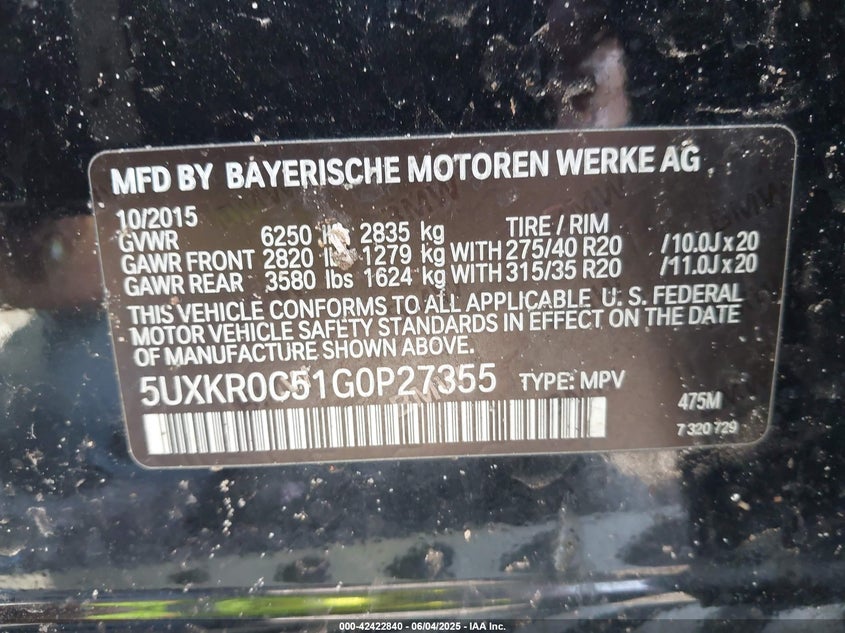 MFD BY BAYERISCHE MOTOREN WERKE AG
10/2015 TIRE / RIM
GVWR 6250 lbs 2835 kg
GAWR FRONT 2820 lbs 1279 kg WITH 275/40 R20 /10.0J x 20
GAWR REAR 3580 lbs 1624 kg WITH 315/35 R20 /11.0J x 20
THIS VEHICLE CONFORMS TO ALL APPLICABLE U. S. FEDERAL
MOTOR VEHICLE SAFETY STANDARDS IN EFFECT ON THE DATE
OF MANUFACTURE SHOWN ABOVE.
5UXKR0C51G0P27355 TYPE: MPV 475M
7 320 729
000-42422840 - 06/04/2025 - IAA Inc.